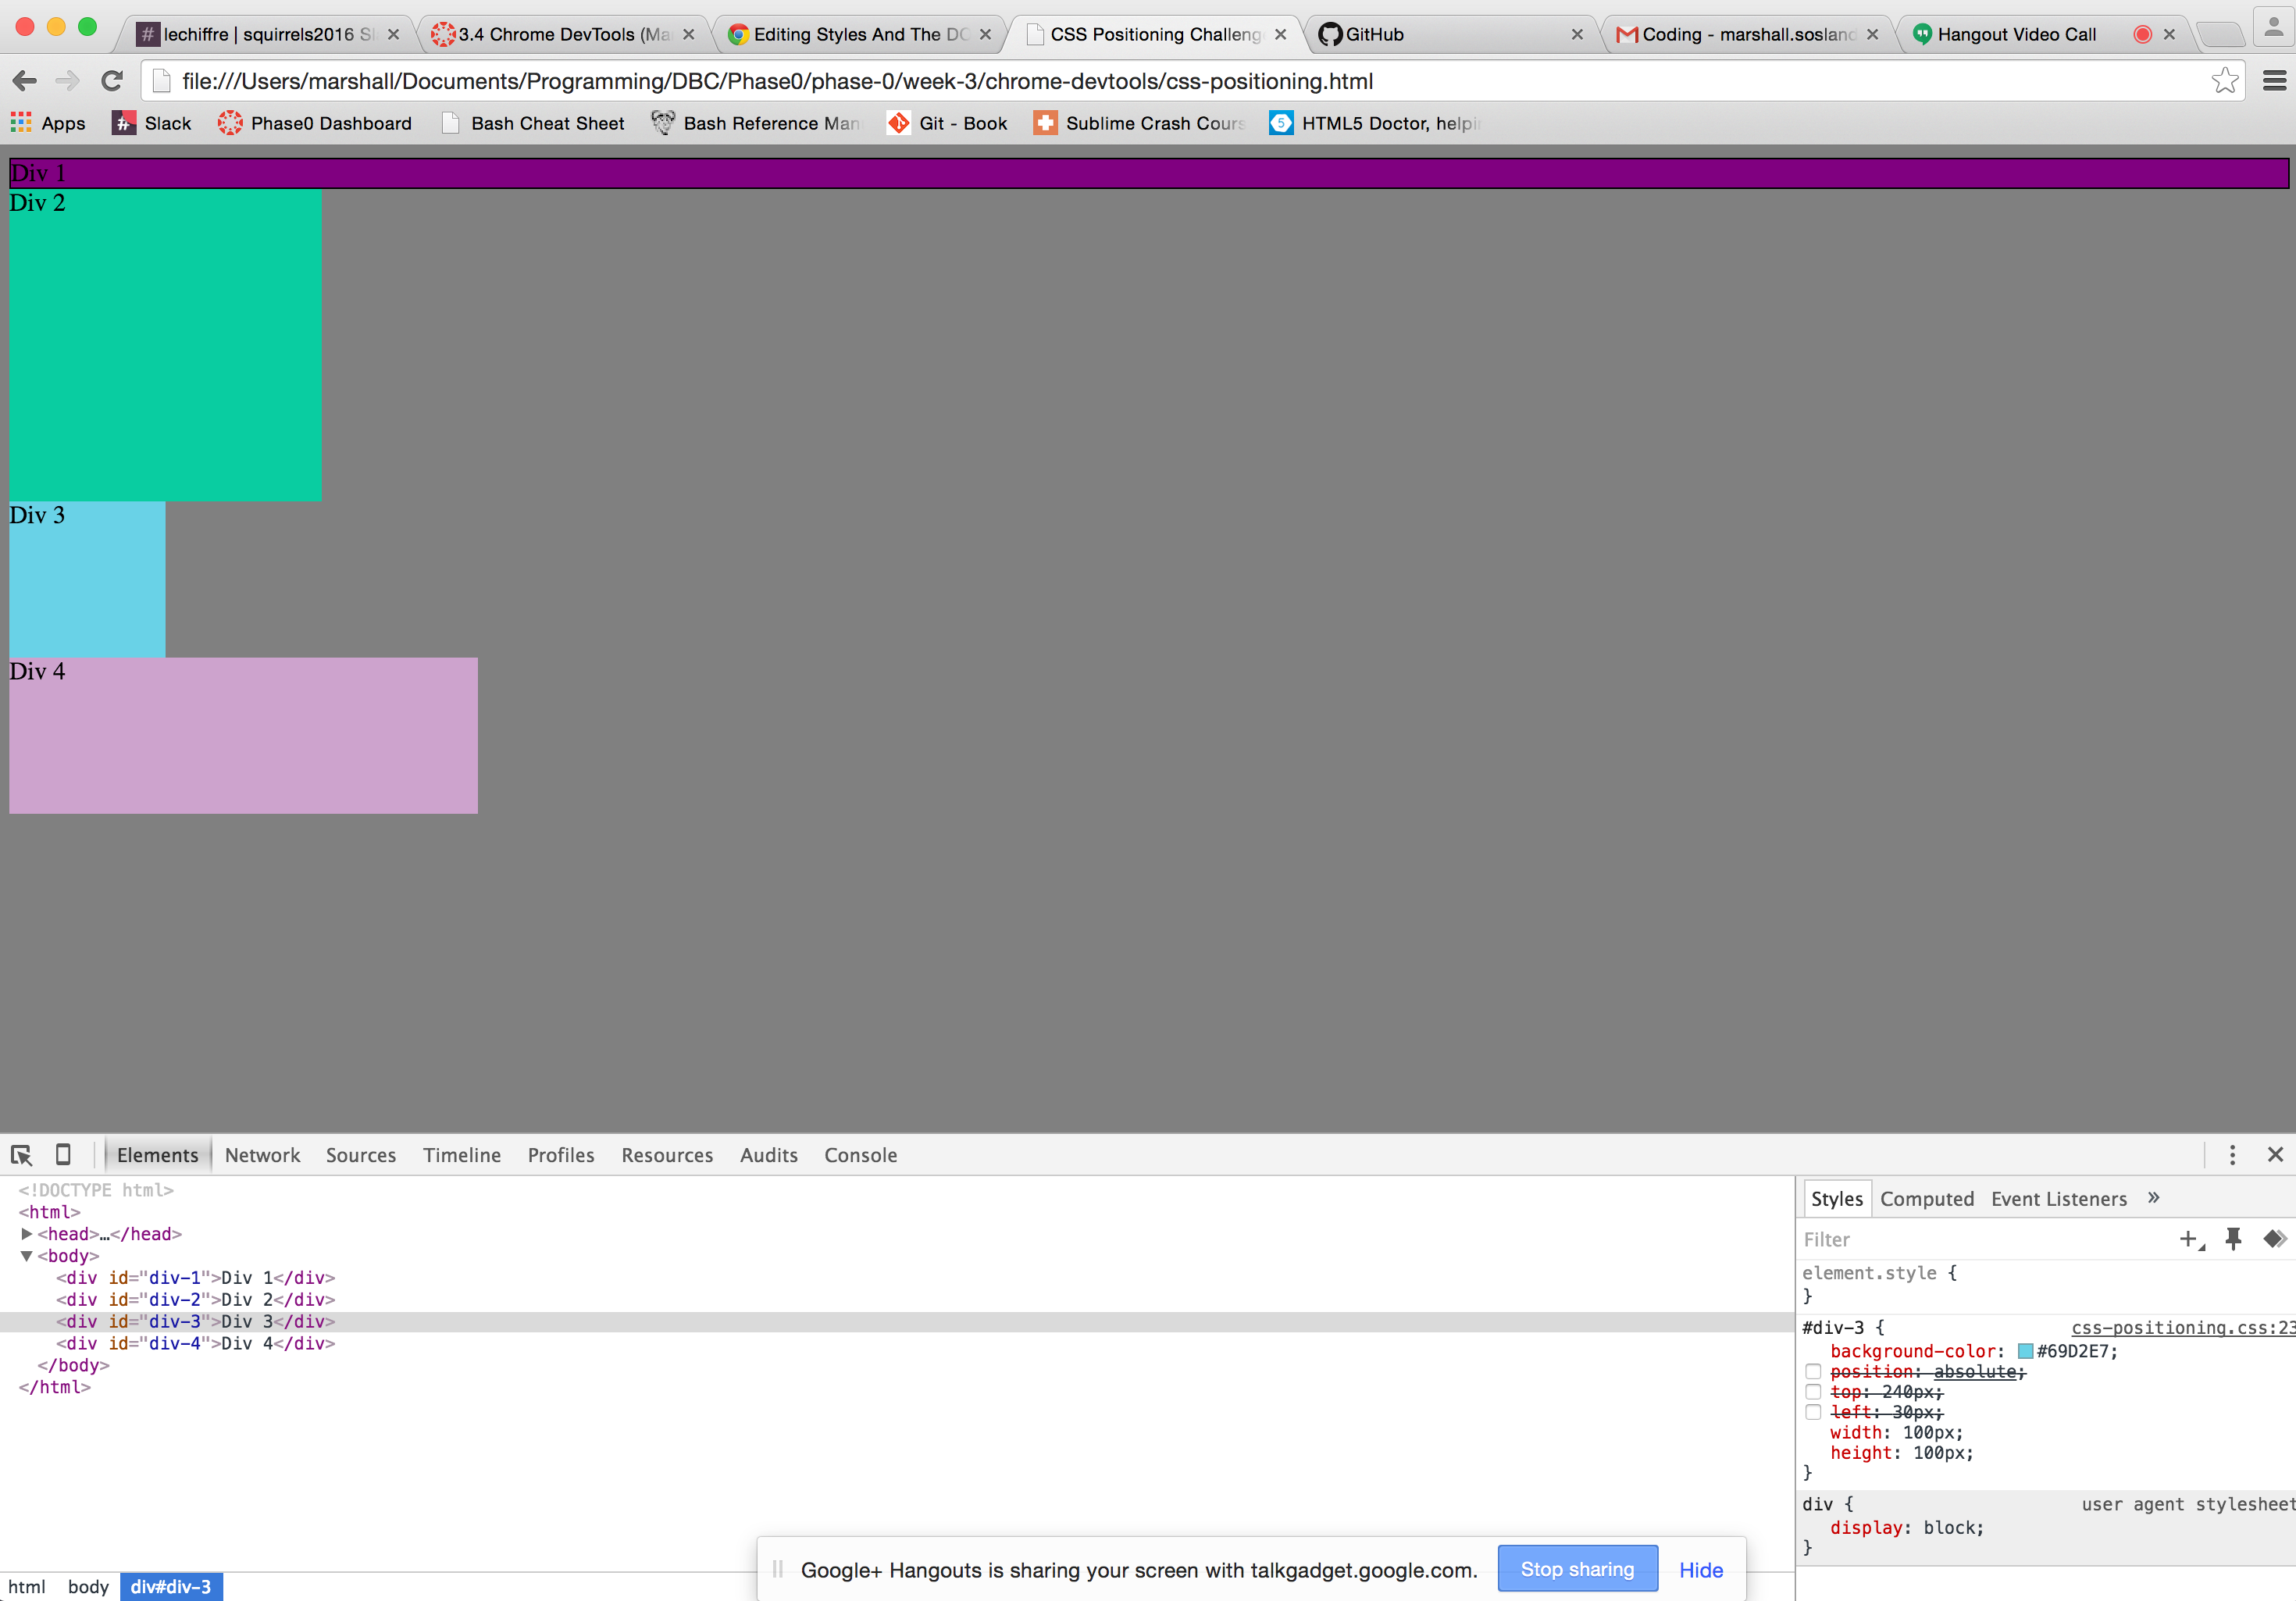 lechiffre | squirrels2016 Sl
3.4 Chrome DevTools (Ma
Editing Styles And The DO
CSS Positioning Challeng
GitHub
Coding - marshall.sosland
Hangout Video Call
file:///Users/marshall/Documents/Programming/DBC/Phase0/phase-0/week-3/chrome-devtools/css-positioning.html
Apps
Slack
Phase0 Dashboard
Bash Cheat Sheet
Bash Reference Man
Git - Book
Sublime Crash Cours
HTML5 Doctor, helpin
Div 1
Div 2
Div 3
Div 4
Elements Network Sources Timeline Profiles Resources Audits Console
<!DOCTYPE html>
<html>
<head>…</head>
<body>
<div id="div-1">Div 1</div>
<div id="div-2">Div 2</div>
<div id="div-3">Div 3</div>
<div id="div-4">Div 4</div>
</body>
</html>
Styles Computed Event Listeners »
Filter
element.style {
}
#div-3 { css-positioning.css:23
background-color: #69D2E7;
position: absolute;
top: 240px;
left: 30px;
width: 100px;
height: 100px;
}
div { user agent stylesheet
display: block;
}
Google+ Hangouts is sharing your screen with talkgadget.google.com. Stop sharing Hide
html body div#div-3